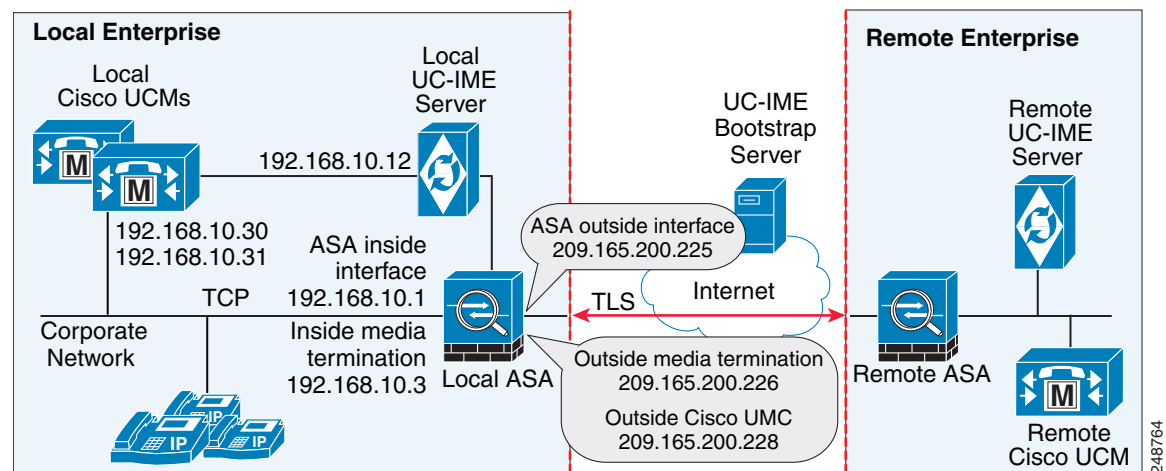 Local Enterprise
Local
Cisco UCMs
M
M
192.168.10.30
192.168.10.31
192.168.10.12
Local
UC-IME
Server
ASA inside
interface
192.168.10.1
TCP
Corporate
Network
Inside media
termination
192.168.10.3
Local ASA
IP
IP
IP
ASA outside interface
209.165.200.225
UC-IME
Bootstrap
Server
Internet
TLS
Outside media termination
209.165.200.226
Outside Cisco UMC
209.165.200.228
Remote Enterprise
Remote
UC-IME
Server
Remote ASA
M
Remote
Cisco UCM
248764